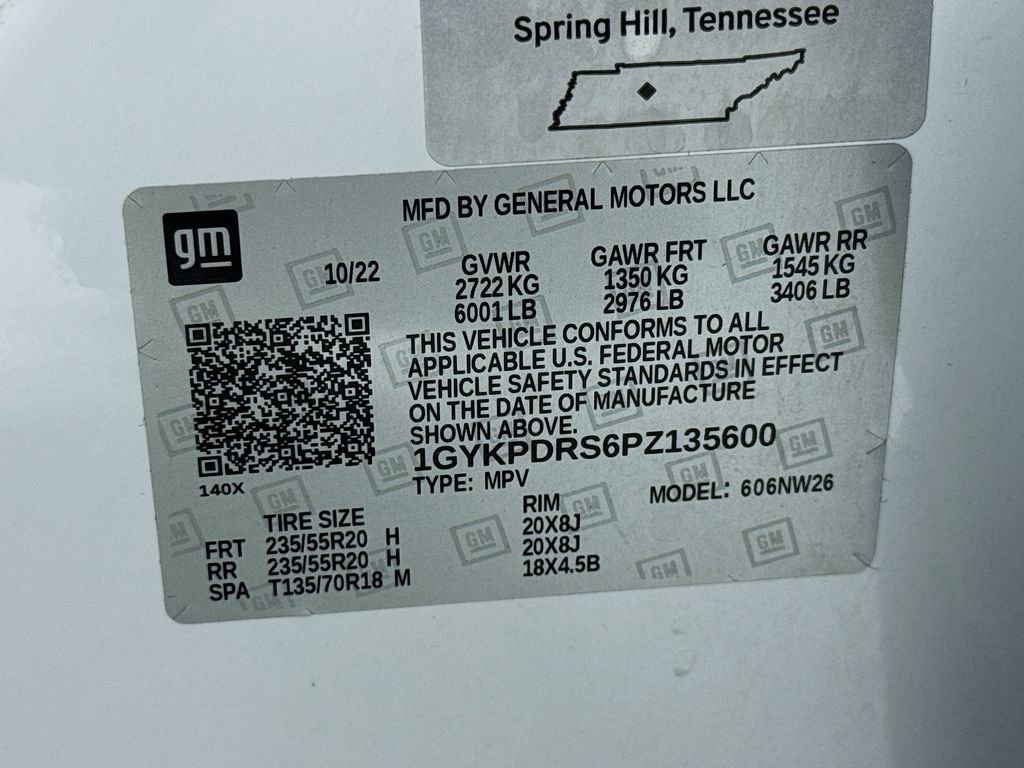 Spring Hill, Tennessee
MFD BY GENERAL MOTORS LLC
gm
10/22
GVWR GAWR FRT GAWR RR
2722 KG 1350 KG 1545 KG
6001 LB 2976 LB 3406 LB
THIS VEHICLE CONFORMS TO ALL
APPLICABLE U.S. FEDERAL MOTOR
VEHICLE SAFETY STANDARDS IN EFFECT
ON THE DATE OF MANUFACTURE
SHOWN ABOVE.
1GYKPDRS6PZ135600
140X
TYPE: MPV MODEL: 606NW26
TIRE SIZE RIM
FRT 235/55R20 H 20X8J
RR 235/55R20 H 20X8J
SPA T135/70R18 M 18X4.5B